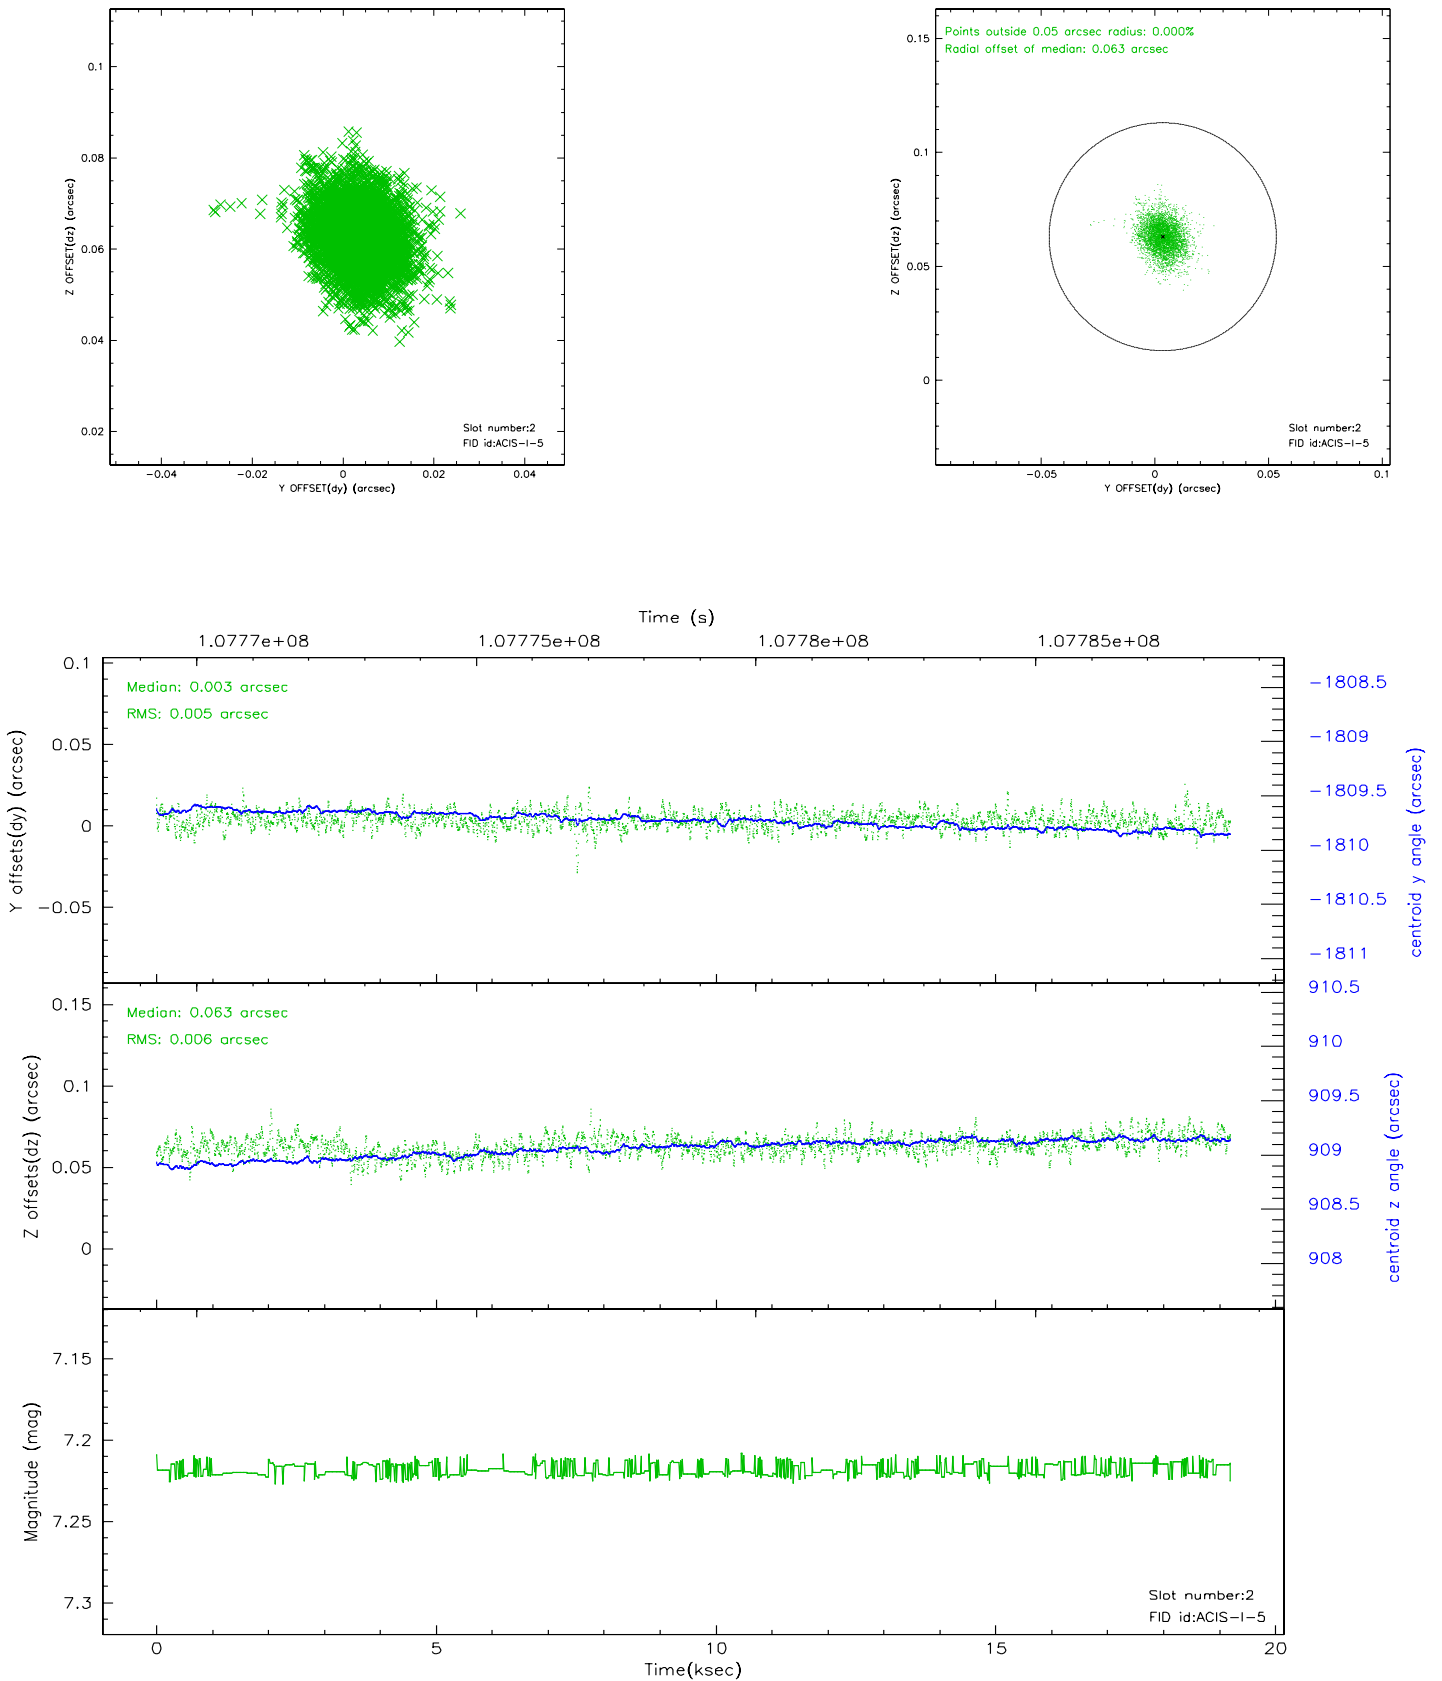 0.1
0.08
0.06
0.04
0.02
Z OFFSET(dz) (arcsec)
Slot number:2
FID id:ACIS-I-5
-0.04
-0.02
0
0.02
0.04
Y OFFSET(dy) (arcsec)
Points outside 0.05 arcsec radius: 0.000%
Radial offset of median: 0.063 arcsec
0.15
0.1
0.05
0
Z OFFSET(dz) (arcsec)
Slot number:2
FID id:ACIS-I-5
-0.05
0
0.05
0.1
Y OFFSET(dy) (arcsec)
Time (s)
1.0777e+08
1.07775e+08
1.0778e+08
1.07785e+08
Median: 0.003 arcsec
RMS: 0.005 arcsec
0.1
0.05
0
-0.05
Y offsets(dy) (arcsec)
-1808.5
-1809
-1809.5
-1810
-1810.5
-1811
centroid y angle (arcsec)
Median: 0.063 arcsec
RMS: 0.006 arcsec
0.15
0.1
0.05
0
Z offsets(dz) (arcsec)
910.5
910
909.5
909
908.5
908
centroid z angle (arcsec)
7.15
7.2
7.25
7.3
Magnitude (mag)
Slot number:2
FID id:ACIS-I-5
0
5
10
15
20
Time(ksec)